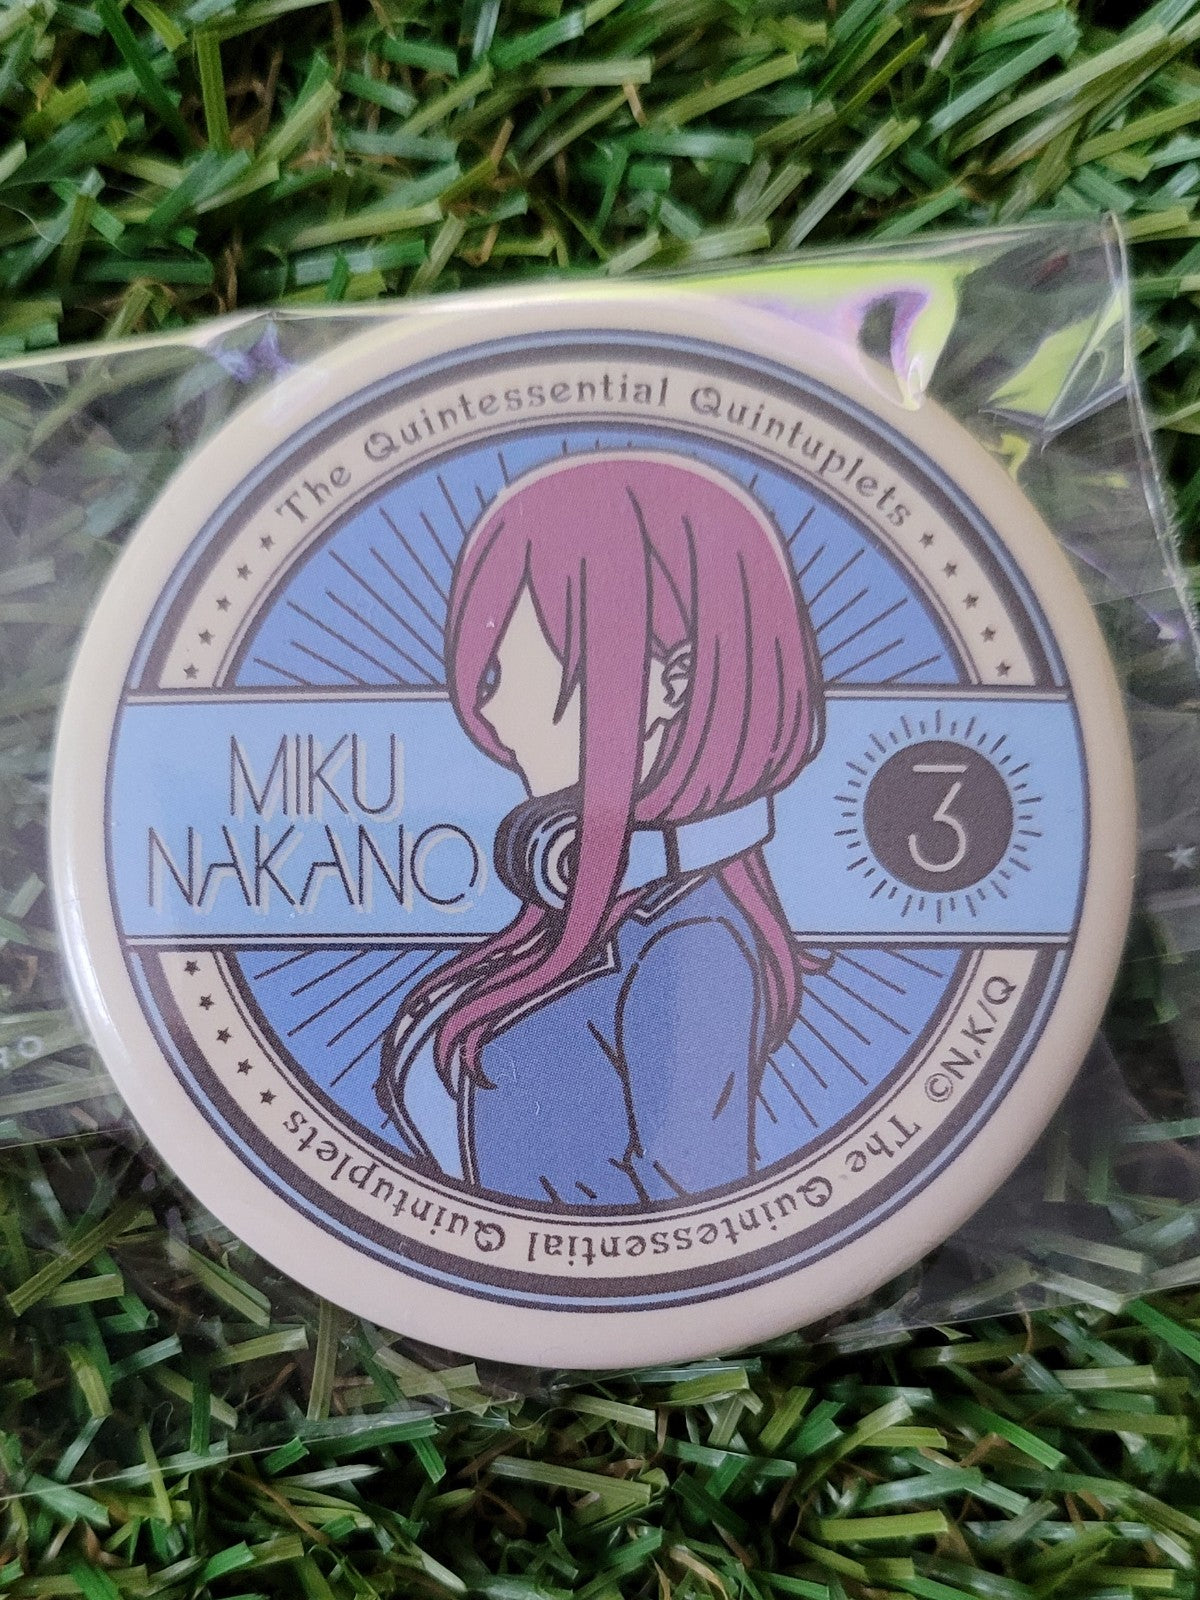 The Quintessential Quintuplets
MIKU
NAKANO
3
©N.K/Q
The Quintessential Quintuplets